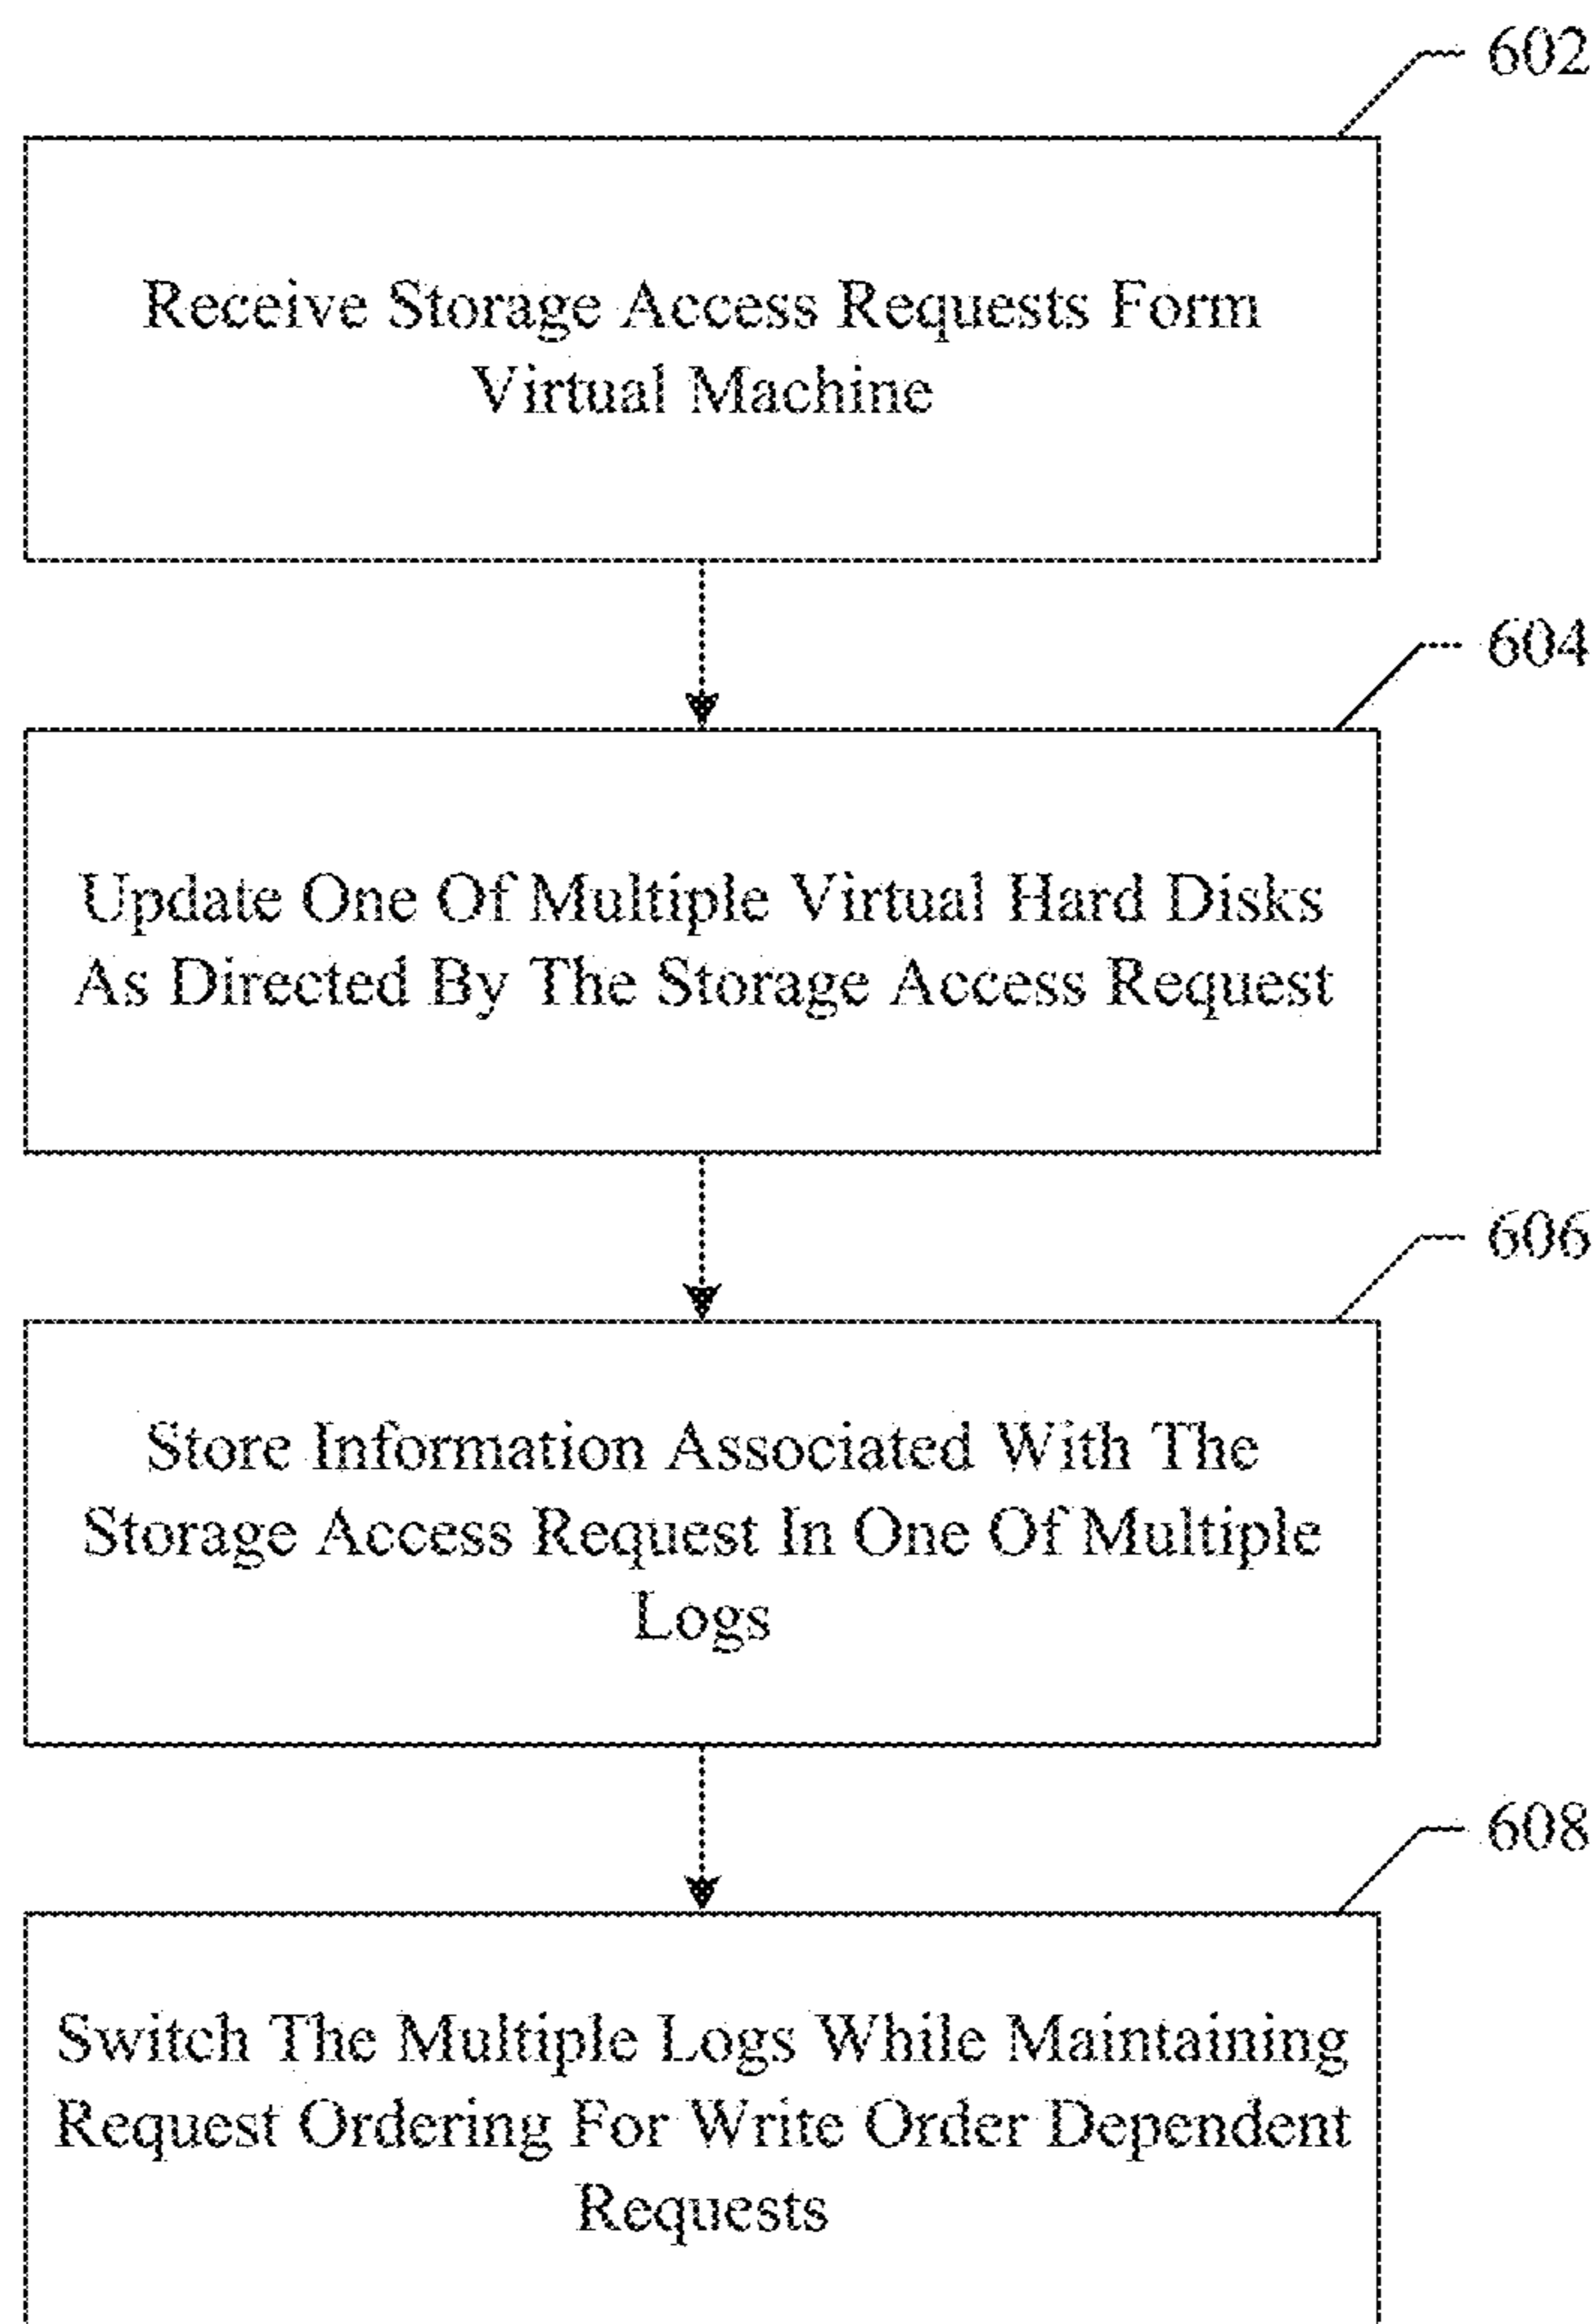 602
Receive Storage Access Requests Form
Virtual Machine
604
Update One Of Multiple Virtual Hard Disks
As Directed By The Storage Access Request
606
Store Information Associated With The
Storage Access Request In One Of Multiple
Logs
608
Switch The Multiple Logs While Maintaining
Request Ordering For Write Order Dependent
Requests